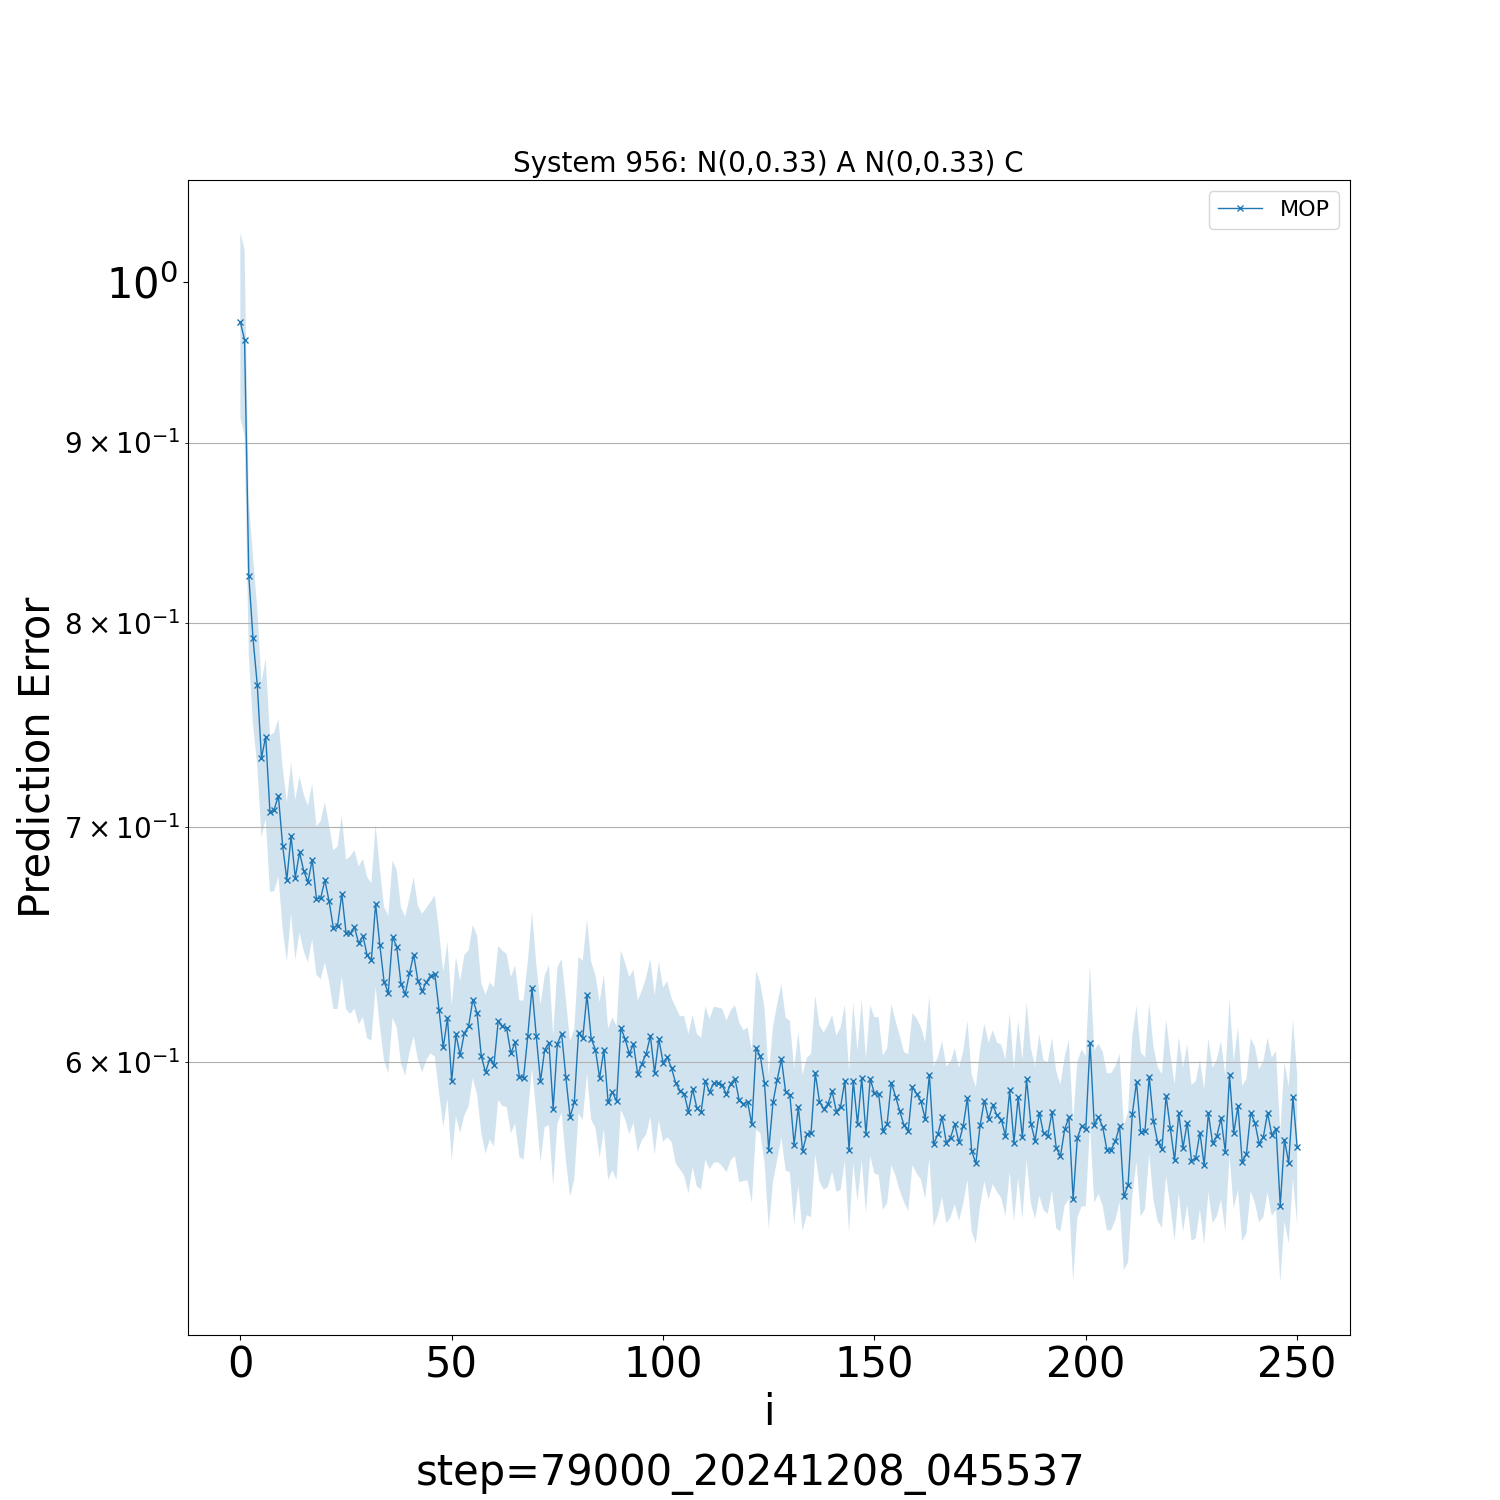 System 956: N(0,0.33) A N(0,0.33) C
MOP
10⁰
9 × 10⁻¹
8 × 10⁻¹
7 × 10⁻¹
6 × 10⁻¹
Prediction Error
0 50 100 150 200 250
i
step=79000_20241208_045537